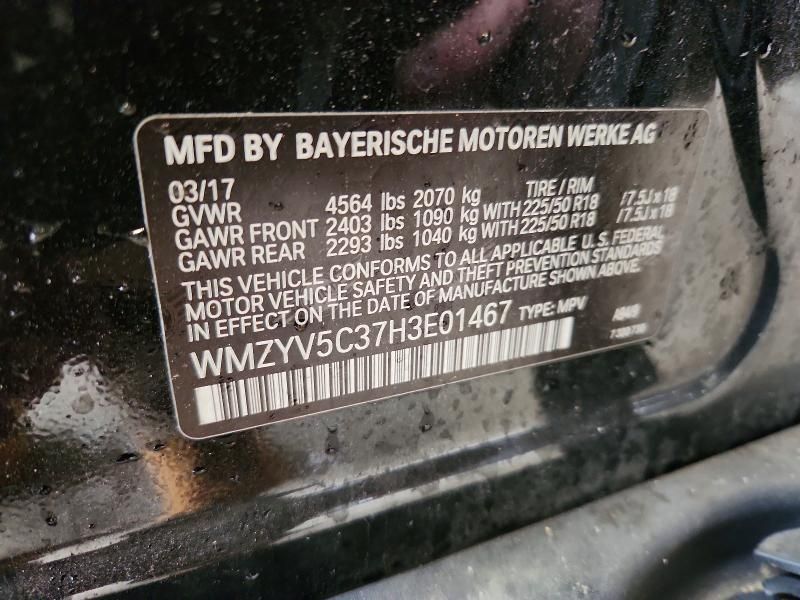 MFD BY BAYERISCHE MOTOREN WERKE AG
03/17 TIRE / RIM
GVWR 4564 lbs 2070 kg
GAWR FRONT 2403 lbs 1090 kg WITH 225/50 R18 /7.5J x 18
GAWR REAR 2293 lbs 1040 kg WITH 225/50 R18 /7.5J x 18
THIS VEHICLE CONFORMS TO ALL APPLICABLE U. S. FEDERAL
MOTOR VEHICLE SAFETY AND THEFT PREVENTION STANDARDS
IN EFFECT ON THE DATE OF MANUFACTURE SHOWN ABOVE.
WMZYV5C37H3E01467 TYPE: MPV